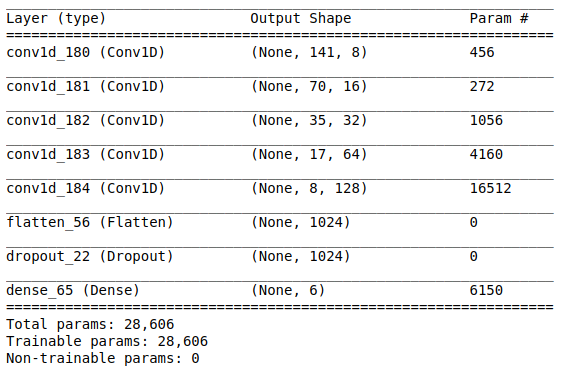 Layer (type) Output Shape Param #
conv1d_180 (Conv1D) (None, 141, 8) 456
conv1d_181 (Conv1D) (None, 70, 16) 272
conv1d_182 (Conv1D) (None, 35, 32) 1056
conv1d_183 (Conv1D) (None, 17, 64) 4160
conv1d_184 (Conv1D) (None, 8, 128) 16512
flatten_56 (Flatten) (None, 1024) 0
dropout_22 (Dropout) (None, 1024) 0
dense_65 (Dense) (None, 6) 6150
Total params: 28,606
Trainable params: 28,606
Non-trainable params: 0